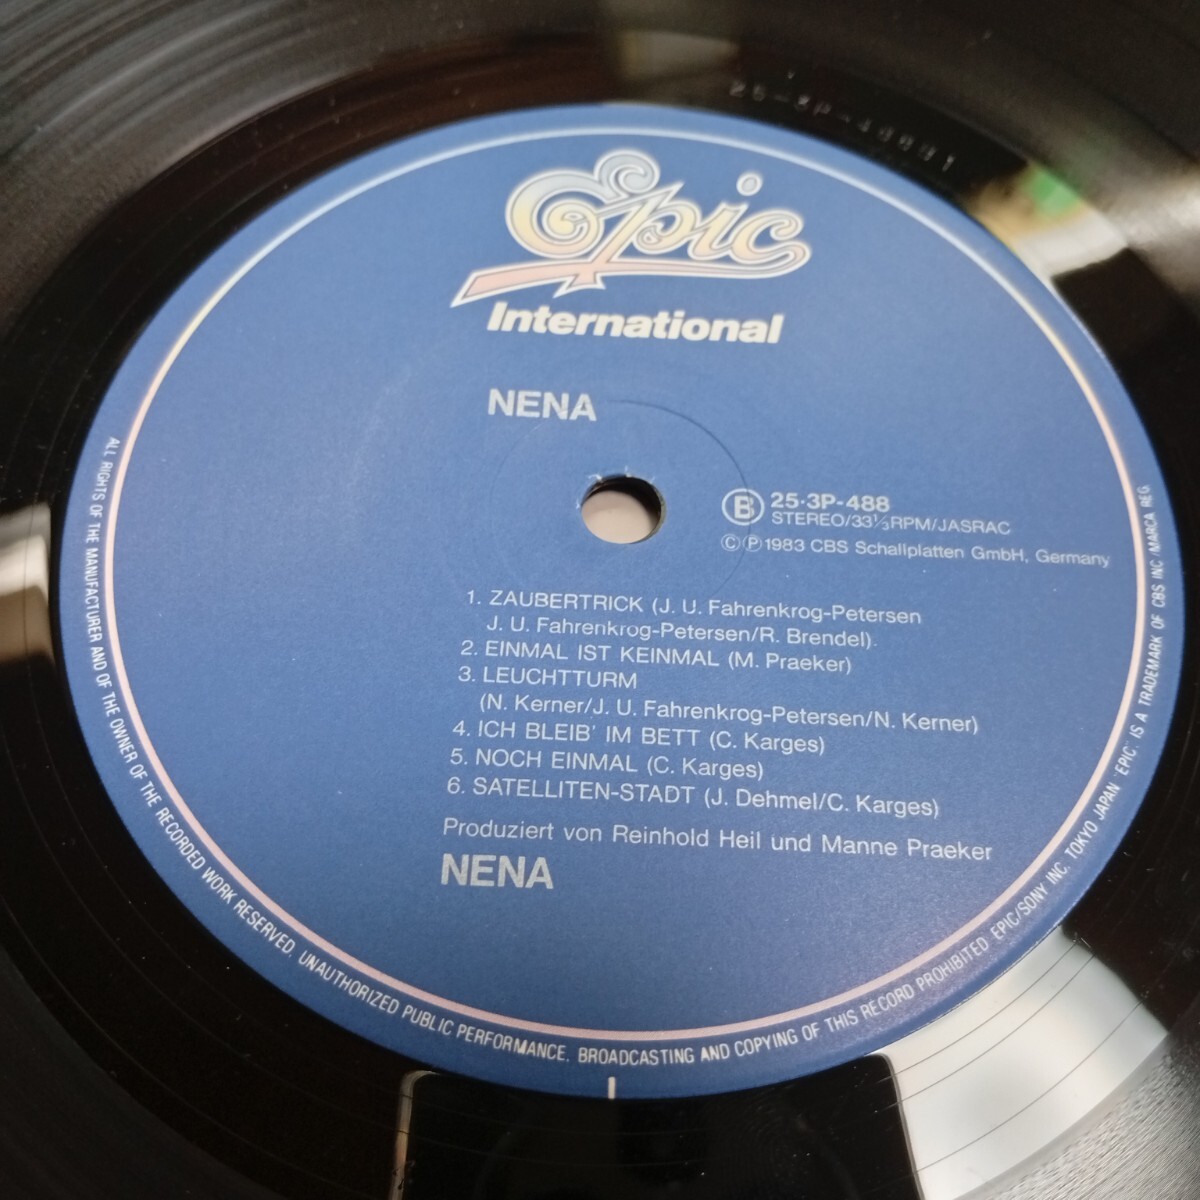 25-3P-488B1
Epic
International
NENA
B 25·3P-488
STEREO/33⅓RPM/JASRAC
ⒸⓅ1983 CBS Schallplatten GmbH, Germany
1. ZAUBERTRICK (J. U. Fahrenkrog-Petersen
J. U. Fahrenkrog-Petersen/R. Brendel)
2. EINMAL IST KEINMAL (M. Praeker)
3. LEUCHTTURM
(N. Kerner/J. U. Fahrenkrog-Petersen/N. Kerner)
4. ICH BLEIB' IM BETT (C. Karges)
5. NOCH EINMAL (C. Karges)
6. SATELLITEN-STADT (J. Dehmel/C. Karges)
Produziert von Reinhold Heil und Manne Praeker
NENA
ALL RIGHTS OF THE MANUFACTURER AND OF THE OWNER OF THE RECORDED WORK RESERVED. UNAUTHORIZED PUBLIC PERFORMANCE. BROADCASTING AND COPYING OF THIS RECORD PROHIBITED EPIC/SONY INC. TOKYO JAPAN "EPIC." IS A TRADEMARK OF CBS INC./MARCA REG.